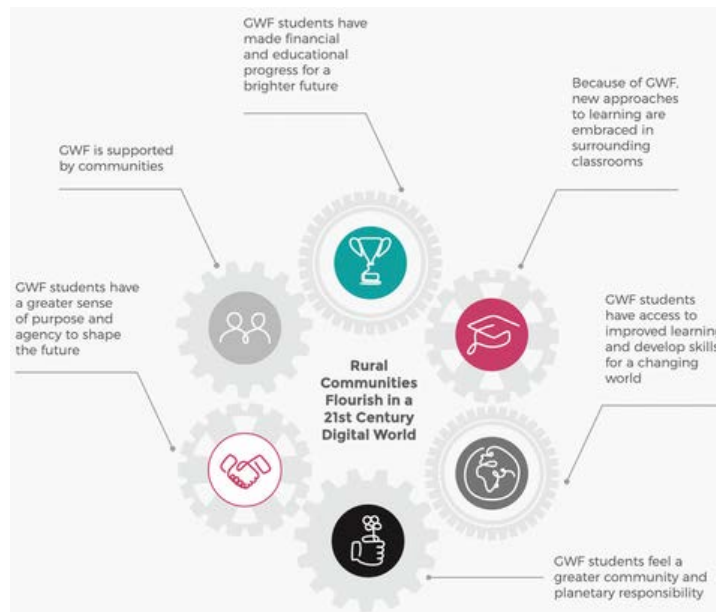 GWF students have
made financial
and educational
progress for a
brighter future
Because of GWF,
new approaches
to learning are
embraced in
surrounding
classrooms
GWF is supported
by communities
GWF students have
a greater sense
of purpose and
agency to shape
the future
GWF students
have access to
improved learning
and develop skills
for a changing
world
Rural
Communities
Flourish in a
21st Century
Digital World
GWF students feel a
greater community and
planetary responsibility